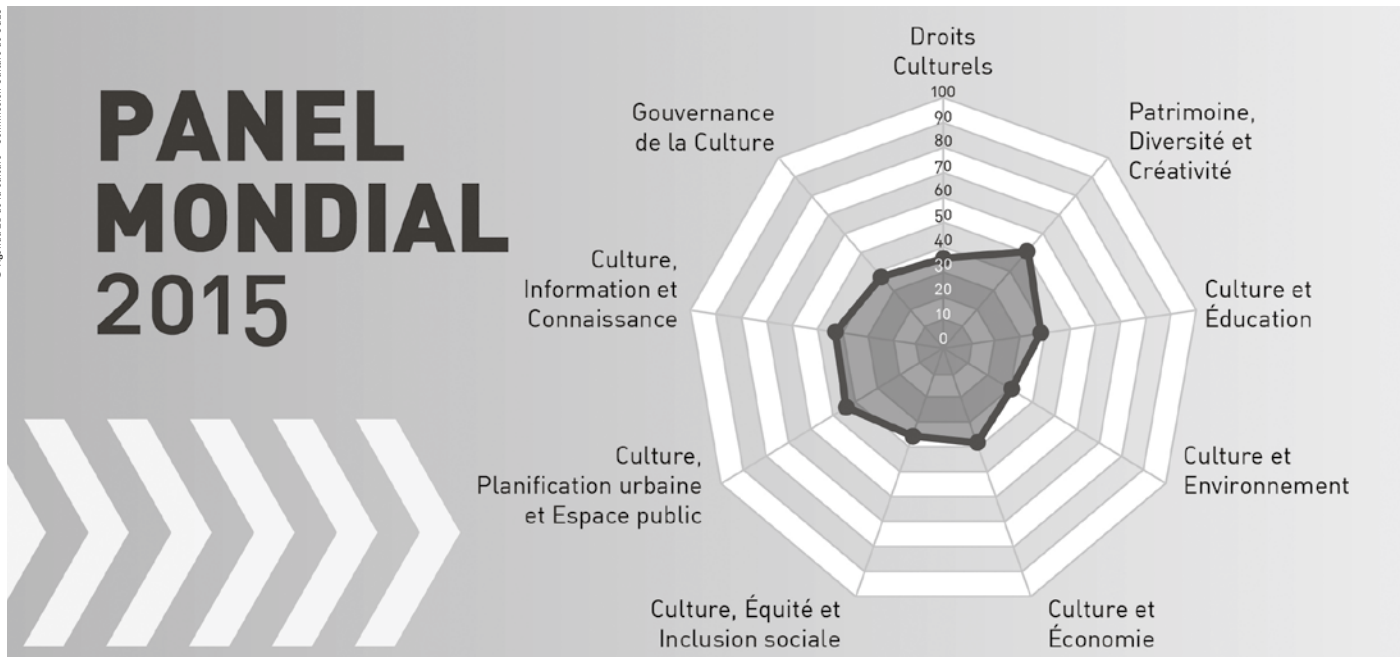 PANEL
MONDIAL
2015
Droits
Culturels
Patrimoine,
Diversité et
Créativité
Culture et
Éducation
Culture et
Environnement
Culture et
Économie
Culture, Équité et
Inclusion sociale
Culture,
Planification urbaine
et Espace public
Culture,
Information et
Connaissance
Gouvernance
de la Culture
100
90
80
70
60
50
40
30
20
10
0